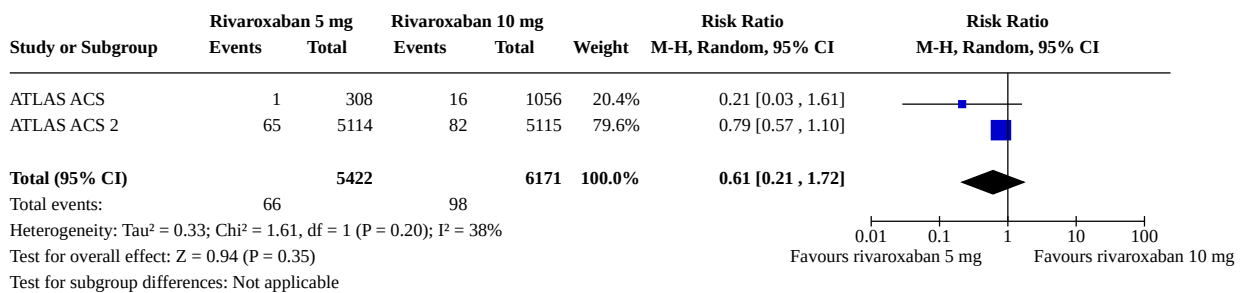 Rivaroxaban 5 mg Rivaroxaban 10 mg Risk Ratio Risk Ratio
Study or Subgroup Events Total Events Total Weight M-H, Random, 95% CI M-H, Random, 95% CI
ATLAS ACS 1 308 16 1056 20.4% 0.21 [0.03 , 1.61]
ATLAS ACS 2 65 5114 82 5115 79.6% 0.79 [0.57 , 1.10]
Total (95% CI) 5422 6171 100.0% 0.61 [0.21 , 1.72]
Total events: 66 98
Heterogeneity: Tau² = 0.33; Chi² = 1.61, df = 1 (P = 0.20); I² = 38%
0.01 0.1 1 10 100
Test for overall effect: Z = 0.94 (P = 0.35) Favours rivaroxaban 5 mg Favours rivaroxaban 10 mg
Test for subgroup differences: Not applicable